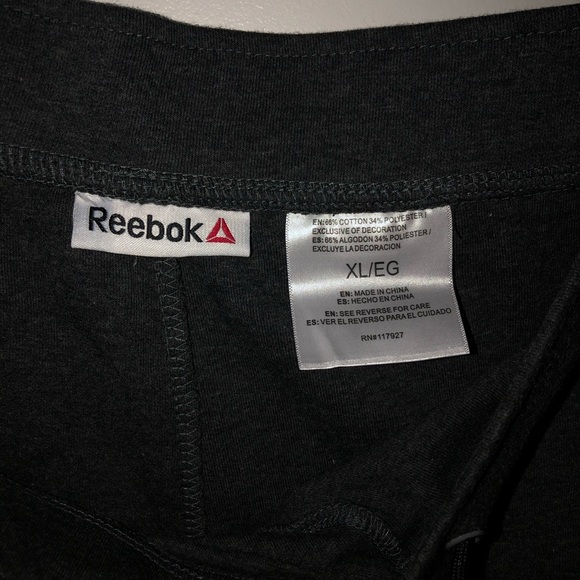 Reebok
EN: 66% COTTON 34% POLYESTER /
EXCLUSIVE OF DECORATION
ES: 66% ALGODON 34% POLIESTER /
EXCLUYE LA DECORACION
XL/EG
EN: MADE IN CHINA
ES: HECHO EN CHINA
EN: SEE REVERSE FOR CARE
ES: VER EL REVERSO PARA EL CUIDADO
RN#117927